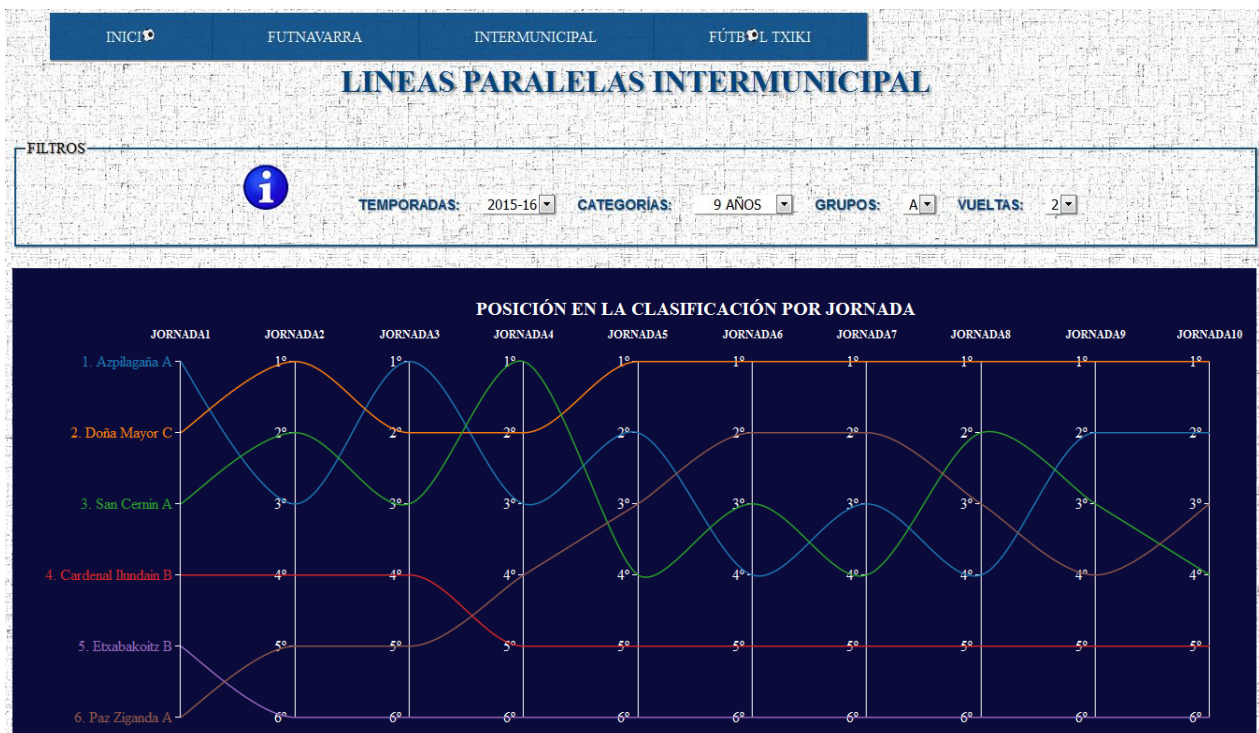 INICIO FUTNAVARRA INTERMUNICIPAL FÚTBOL TXIKI
LINEAS PARALELAS INTERMUNICIPAL
FILTROS
TEMPORADAS: 2015-16 CATEGORÍAS: 9 AÑOS GRUPOS: A VUELTAS: 2
POSICIÓN EN LA CLASIFICACIÓN POR JORNADA
JORNADA1 JORNADA2 JORNADA3 JORNADA4 JORNADA5 JORNADA6 JORNADA7 JORNADA8 JORNADA9 JORNADA10
1. Azpilagaña A 1º 1º 1º 1º 1º 1º 1º 1º 1º
2. Doña Mayor C 2º 2º 2º 2º 2º 2º 2º 2º 2º
3. San Cernin A 3º 3º 3º 3º 3º 3º 3º 3º 3º
4. Cardenal Ilundain B 4º 4º 4º 4º 4º 4º 4º 4º 4º
5. Etxabakoitz B 5º 5º 5º 5º 5º 5º 5º 5º 5º
6. Paz Ziganda A 6º 6º 6º 6º 6º 6º 6º 6º 6º